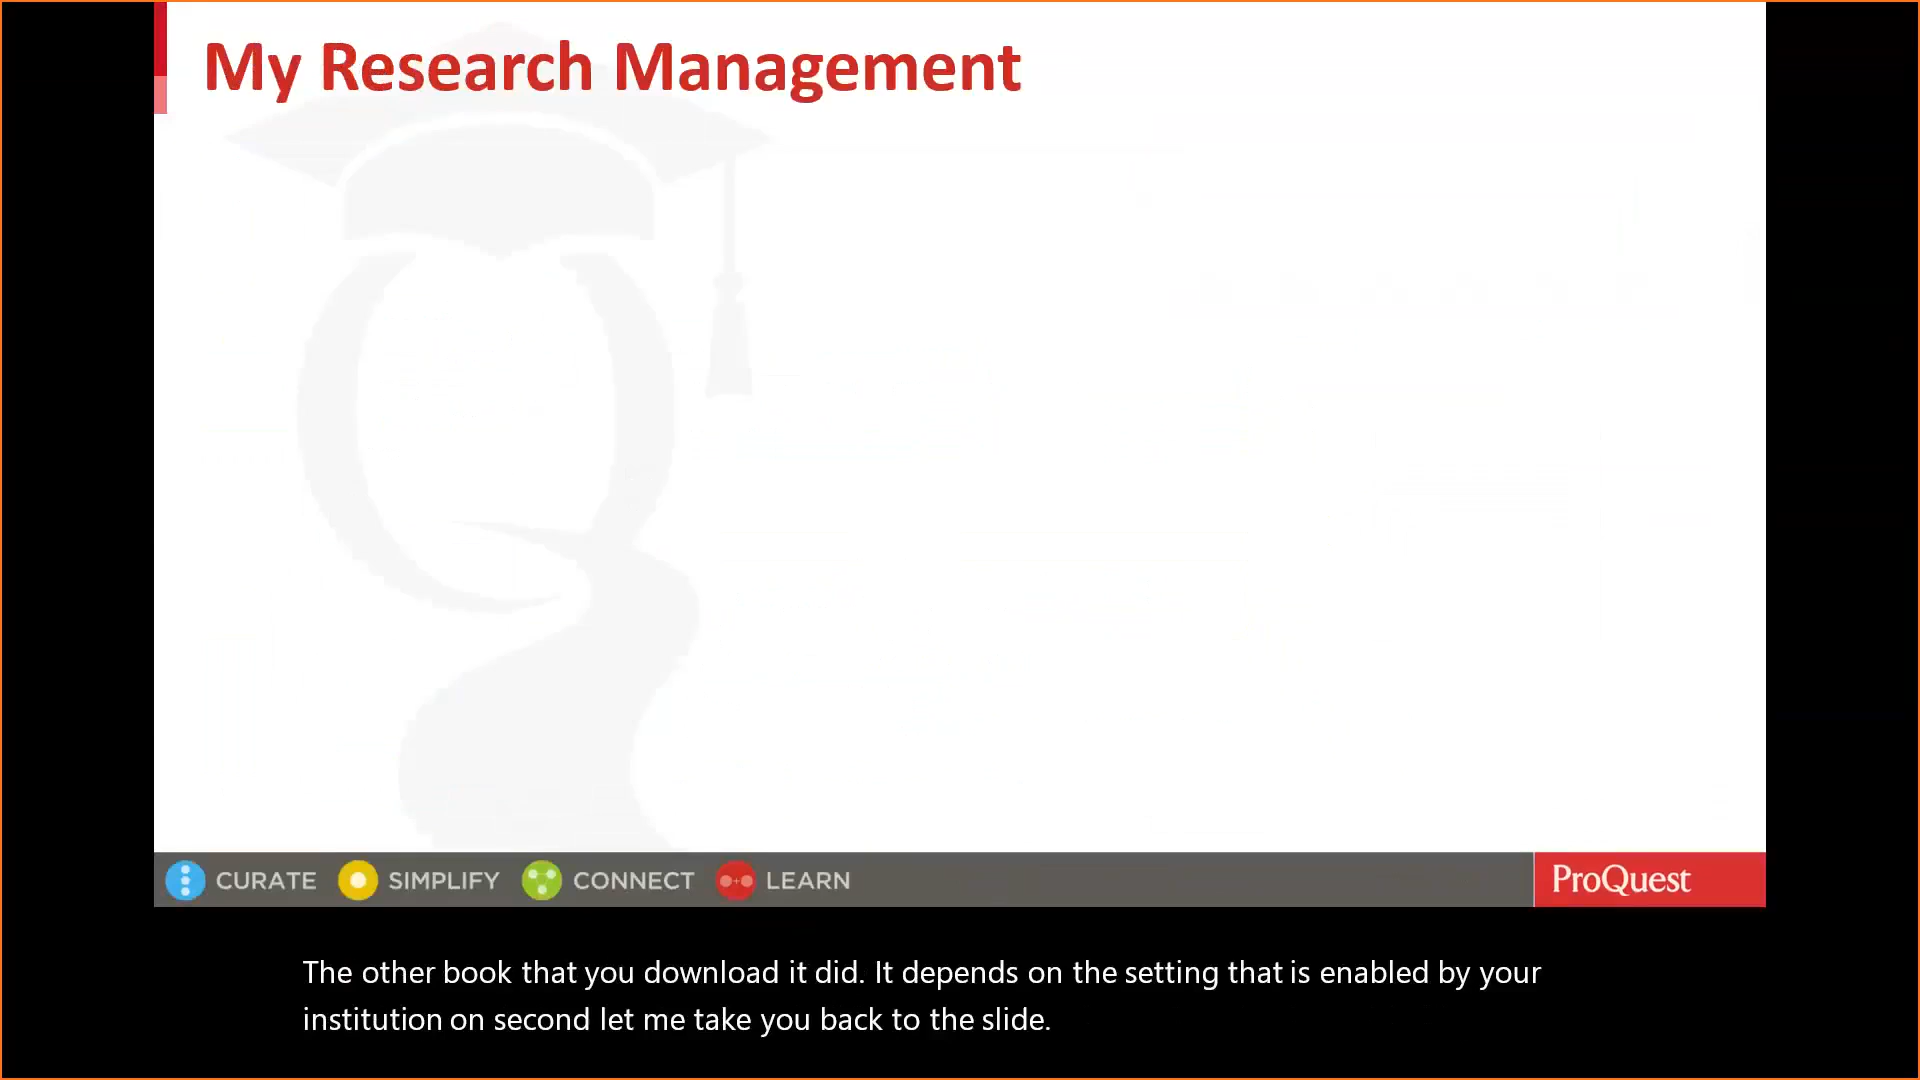 My Research Management
CURATE SIMPLIFY CONNECT LEARN ProQuest
The other book that you download it did. It depends on the setting that is enabled by your
institution on second let me take you back to the slide.